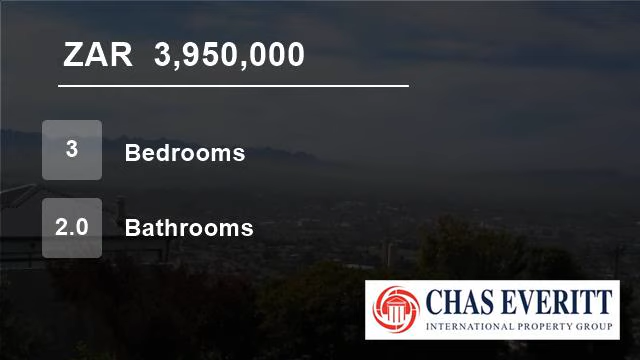 ZAR 3,950,000
3 Bedrooms
2.0 Bathrooms
CHAS EVERITT
INTERNATIONAL PROPERTY GROUP